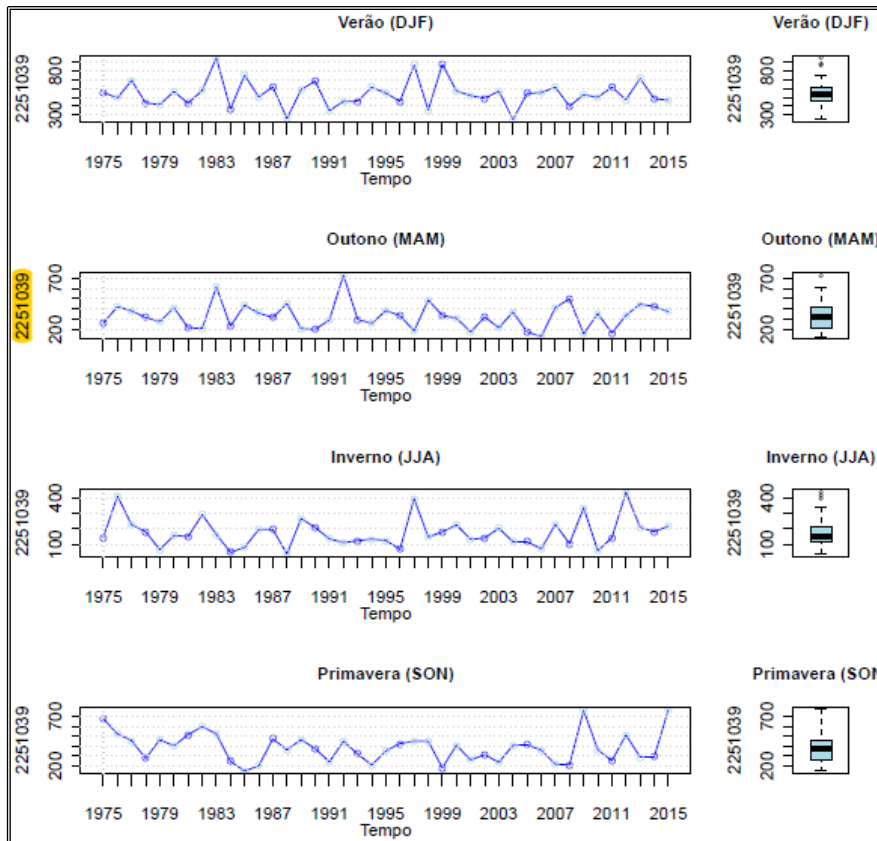 Verão (DJF)
Verão (DJF)
2251039
300 800
1975 1979 1983 1987 1991 1995 1999 2003 2007 2011 2015
Tempo
2251039
300 800
Outono (MAM)
Outono (MAM)
2251039
200 700
1975 1979 1983 1987 1991 1995 1999 2003 2007 2011 2015
Tempo
2251039
200 700
Inverno (JJA)
Inverno (JJA)
2251039
100 400
1975 1979 1983 1987 1991 1995 1999 2003 2007 2011 2015
Tempo
2251039
100 400
Primavera (SON)
Primavera (SON
2251039
200 700
1975 1979 1983 1987 1991 1995 1999 2003 2007 2011 2015
Tempo
2251039
200 700